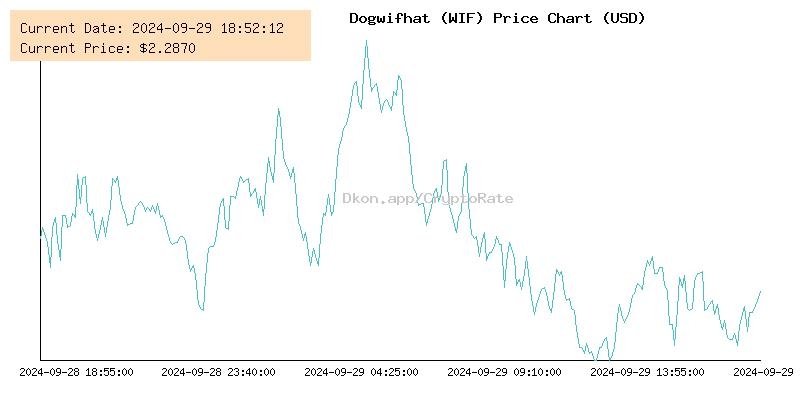 Dogwifhat (WIF) Price Chart (USD)
Current Date: 2024-09-29 18:52:12
Current Price: $2.2870
Dkon.app/CryptoRate
2024-09-28 18:55:00 2024-09-28 23:40:00 2024-09-29 04:25:00 2024-09-29 09:10:00 2024-09-29 13:55:00 2024-09-29